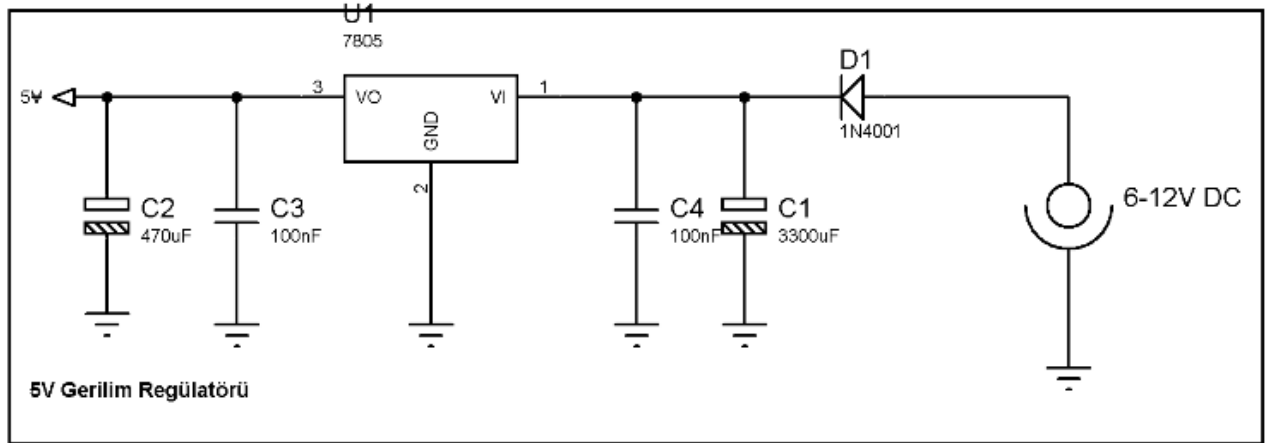 U1
7805
5V
3
VO
VI
1
GND
2
D1
1N4001
C2
470uF
C3
100nF
C4
100nF
C1
3300uF
6-12V DC
5V Gerilim Regülatörü